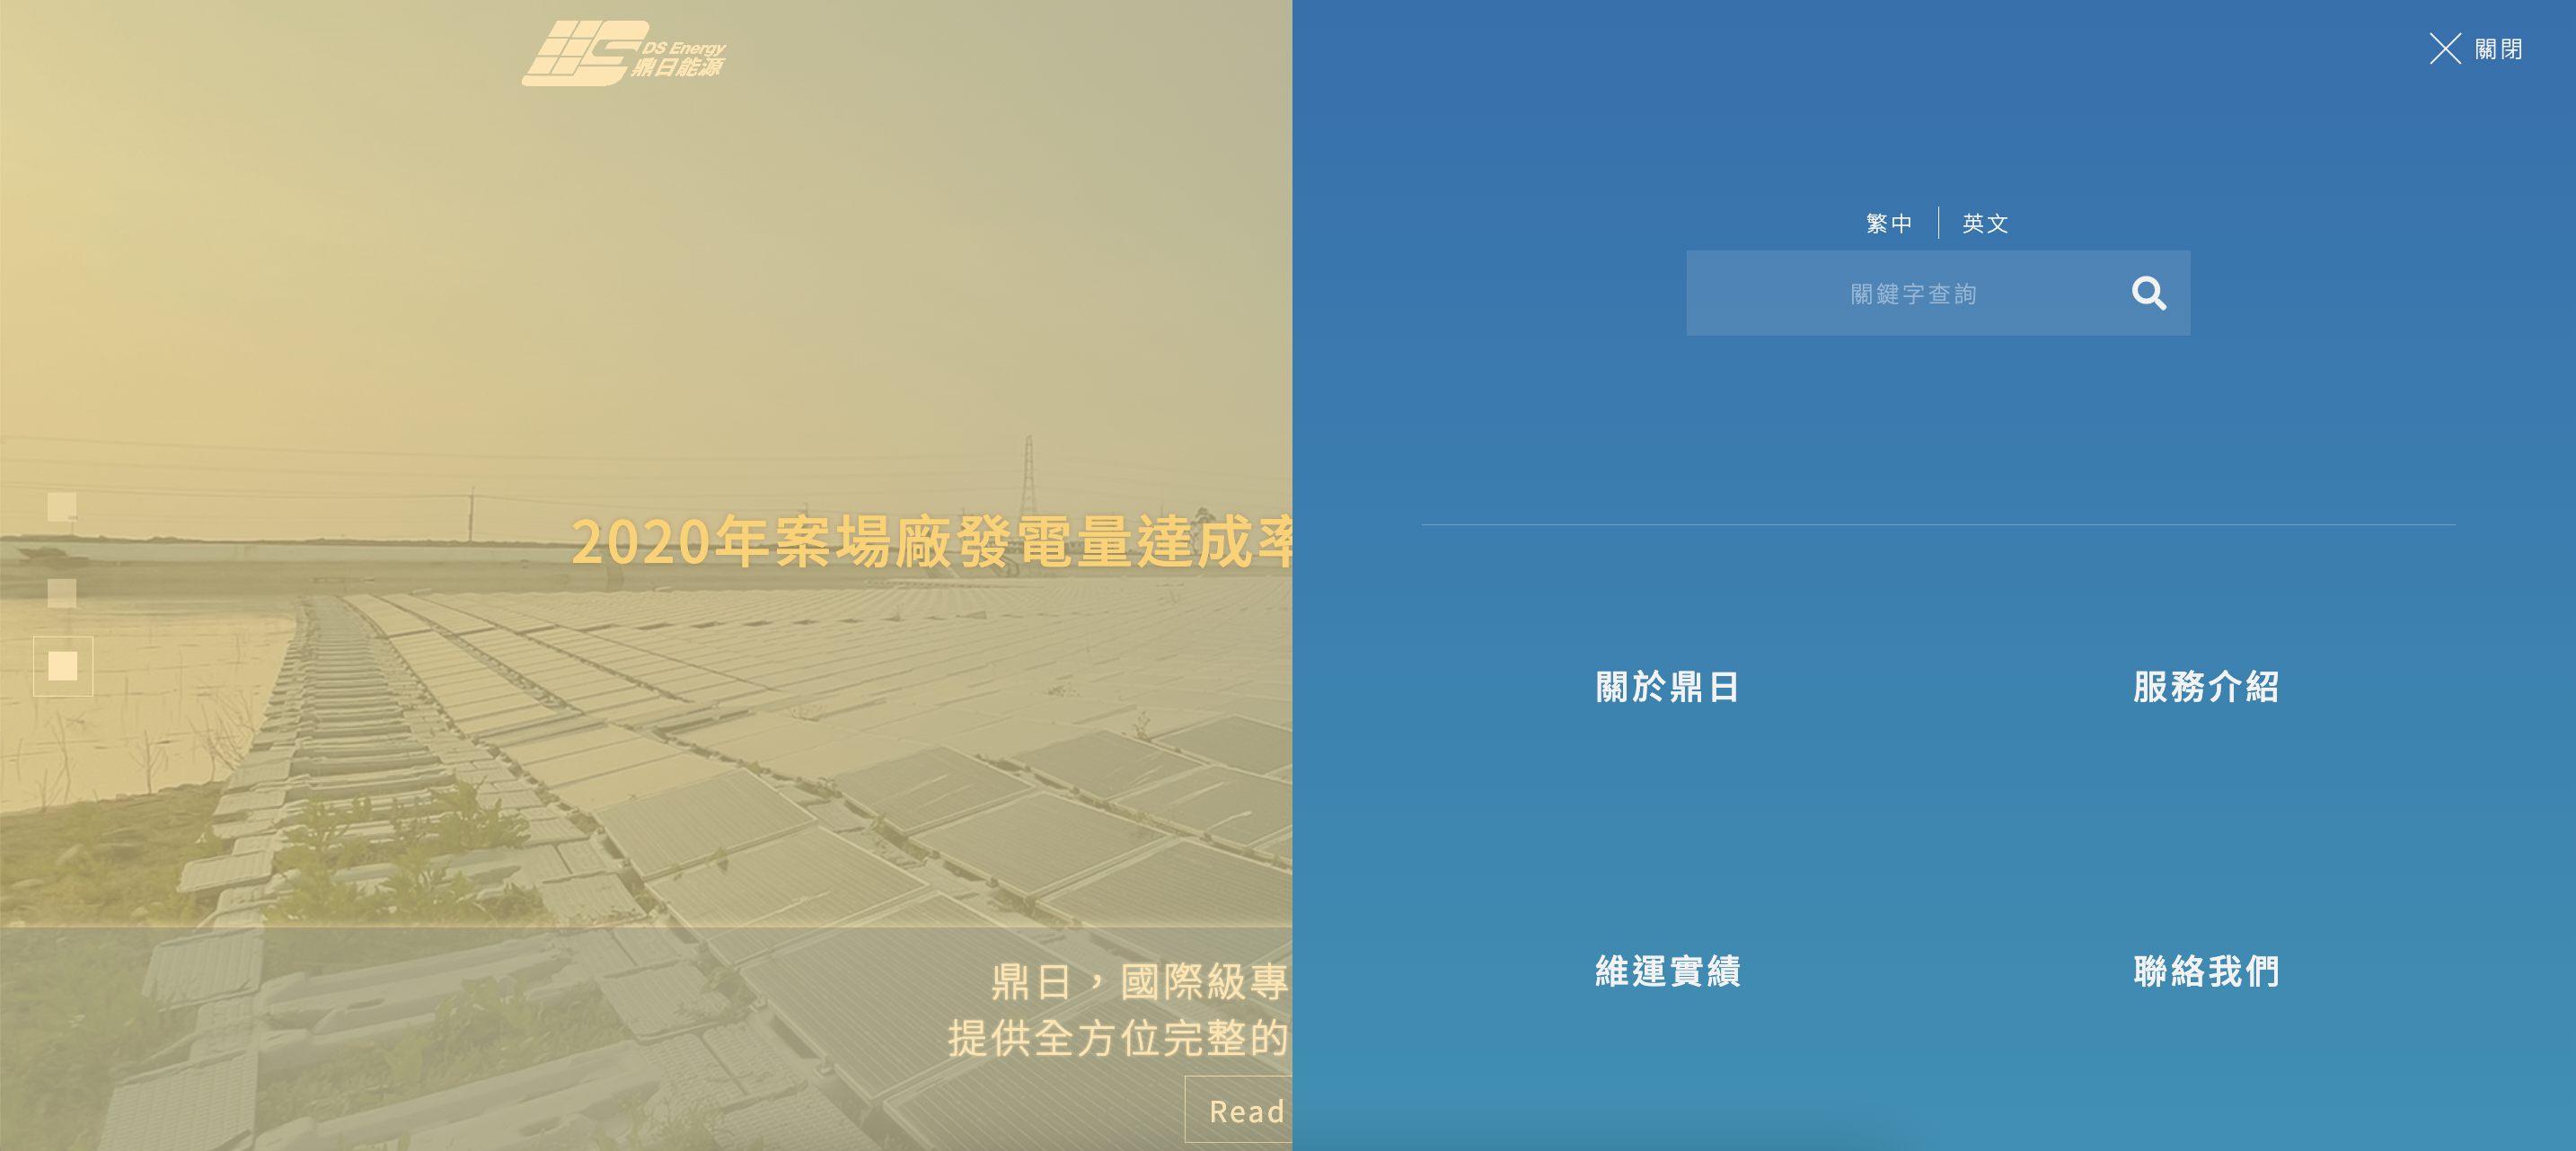 DS Energy
鼎日能源
關閉
繁中
英文
關鍵字查詢
2020年案場廠發電量達成率
關於鼎日
服務介紹
維運實績
聯絡我們
鼎日，國際級專
提供全方位完整的
Read